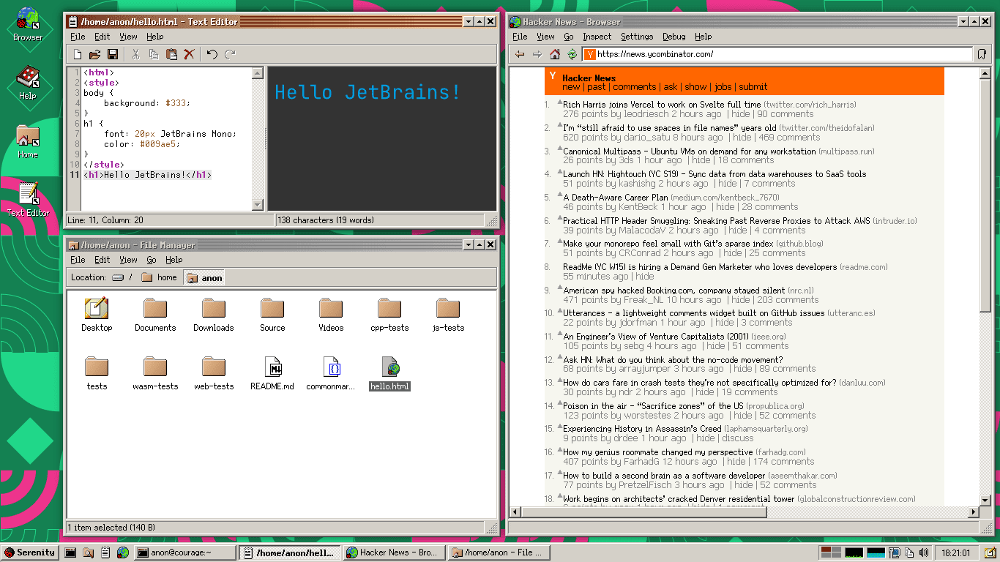 Browser
Help
Home
Text Editor
/home/anon/hello.html - Text Editor
File Edit View Help
1 <html>
2 <style>
3 body {
4 background: #333;
5 }
6 h1 {
7 font: 20px JetBrains Mono;
8 color: #009ae5;
9 }
10 </style>
11 <h1>Hello JetBrains!</h1>
Hello JetBrains!
Line: 11, Column: 20
138 characters (19 words)
/home/anon - File Manager
File Edit View Go Help
Location: / home anon
Desktop Documents Downloads Source Videos cpp-tests js-tests
tests wasm-tests web-tests README.md commonmar... hello.html
1 item selected (140 B)
Hacker News - Browser
File View Go Inspect Settings Debug Help
https://news.ycombinator.com/
Y Hacker News
new | past | comments | ask | show | jobs | submit
1. Rich Harris joins Vercel to work on Svelte full time (twitter.com/rich_harris)
276 points by leodriesch 2 hours ago | hide | 90 comments
2. I'm “still afraid to use spaces in file names” years old (twitter.com/theidofalan)
620 points by dario_satu 8 hours ago | hide | 469 comments
3. Canonical Multipass - Ubuntu VMs on demand for any workstation (multipass.run)
26 points by 3ds 1 hour ago | hide | 18 comments
4. Launch HN: Hightouch (YC S19) – Sync data from data warehouses to SaaS tools
51 points by kashishg 2 hours ago | hide | 7 comments
5. A Death-Aware Career Plan (medium.com/kentbeck_7670)
46 points by KentBeck 1 hour ago | hide | 28 comments
6. Practical HTTP Header Smuggling: Sneaking Past Reverse Proxies to Attack AWS (intruder.io)
39 points by MalacodaV 2 hours ago | hide | 4 comments
7. Make your monorepo feel small with Git's sparse index (github.blog)
51 points by CRConrad 2 hours ago | hide | 25 comments
8. ReadMe (YC W15) is hiring a Demand Gen Marketer who loves developers (readme.com)
55 minutes ago | hide
9. American spy hacked Booking.com, company stayed silent (nrc.nl)
471 points by Freak_NL 10 hours ago | hide | 203 comments
10. Utterances – a lightweight comments widget built on GitHub issues (utteranc.es)
22 points by jdorfman 1 hour ago | hide | 3 comments
11. An Engineer's View of Venture Capitalists (2001) (ieee.org)
105 points by sebg 4 hours ago | hide | 51 comments
12. Ask HN: What do you think about the no-code movement?
68 points by arrayjumper 3 hours ago | hide | 89 comments
13. How do cars fare in crash tests they're not specifically optimized for? (danluu.com)
30 points by ndr 2 hours ago | hide | 19 comments
14. Poison in the air – “Sacrifice zones” of the US (propublica.org)
123 points by worstestes 2 hours ago | hide | 52 comments
15. Experiencing History in Assassin's Creed (laphamsquarterly.org)
9 points by drdee 1 hour ago | hide | discuss
16. How my genius roommate changed my perspective (farhadg.com)
407 points by FarhadG 12 hours ago | hide | 174 comments
17. How to build a second brain as a software developer (aseemthakar.com)
77 points by PretzelFisch 3 hours ago | hide | 52 comments
18. Work begins on architects' cracked Denver residential tower (globalconstructionreview.com)
Serenity anon@courage:~ /home/anon/hell... Hacker News - Bro... /home/anon - File ... 18:21:01